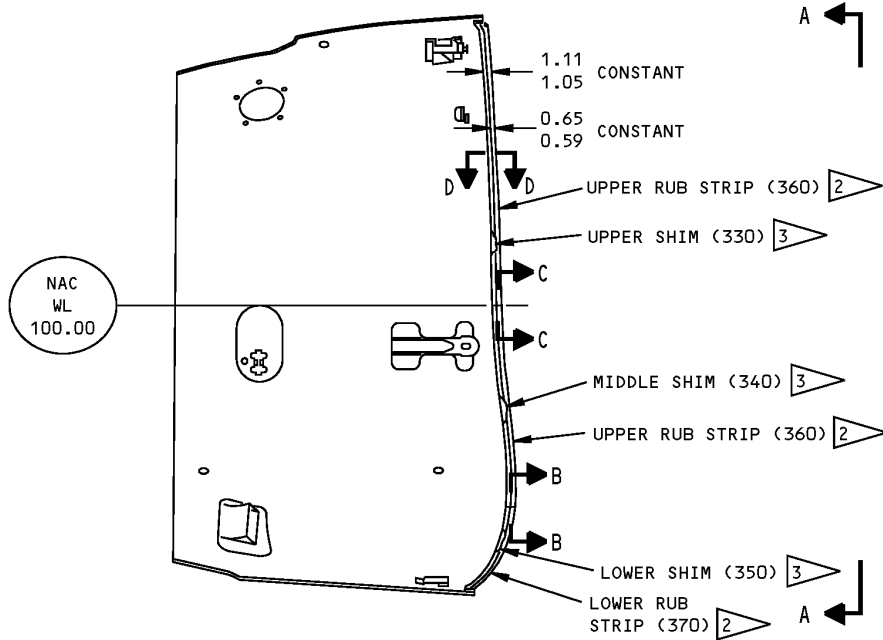 A
1.11
1.05 CONSTANT
0.65
0.59 CONSTANT
D D
UPPER RUB STRIP (360) 2
UPPER SHIM (330) 3
C
NAC
WL
100.00
C
MIDDLE SHIM (340) 3
UPPER RUB STRIP (360) 2
B
B
LOWER SHIM (350) 3
LOWER RUB
STRIP (370) 2
A